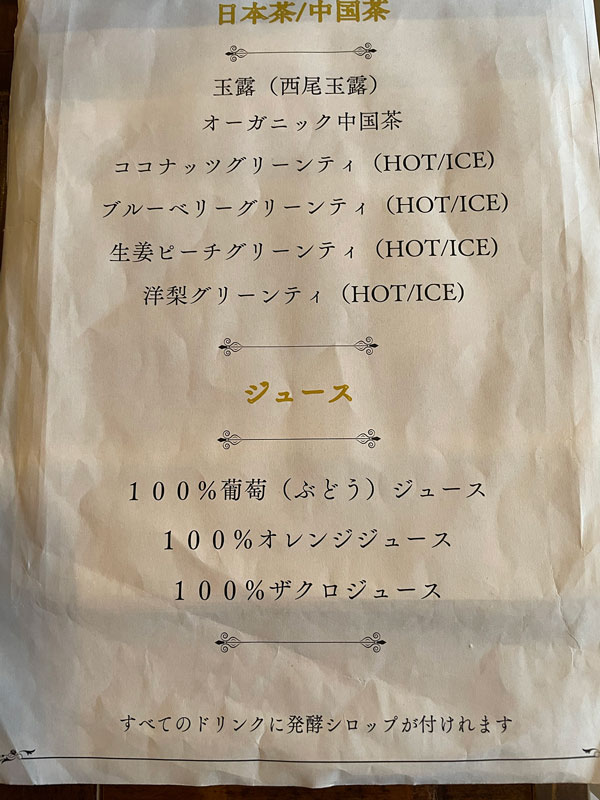 日本茶/中国茶
玉露（西尾玉露）
オーガニック中国茶
ココナッツグリーンティ（HOT/ICE）
ブルーベリーグリーンティ（HOT/ICE）
生姜ピーチグリーンティ（HOT/ICE）
洋梨グリーンティ（HOT/ICE）
ジュース
１００%葡萄（ぶどう）ジュース
１００%オレンジジュース
１００%ザクロジュース
すべてのドリンクに発酵シロップが付けれます